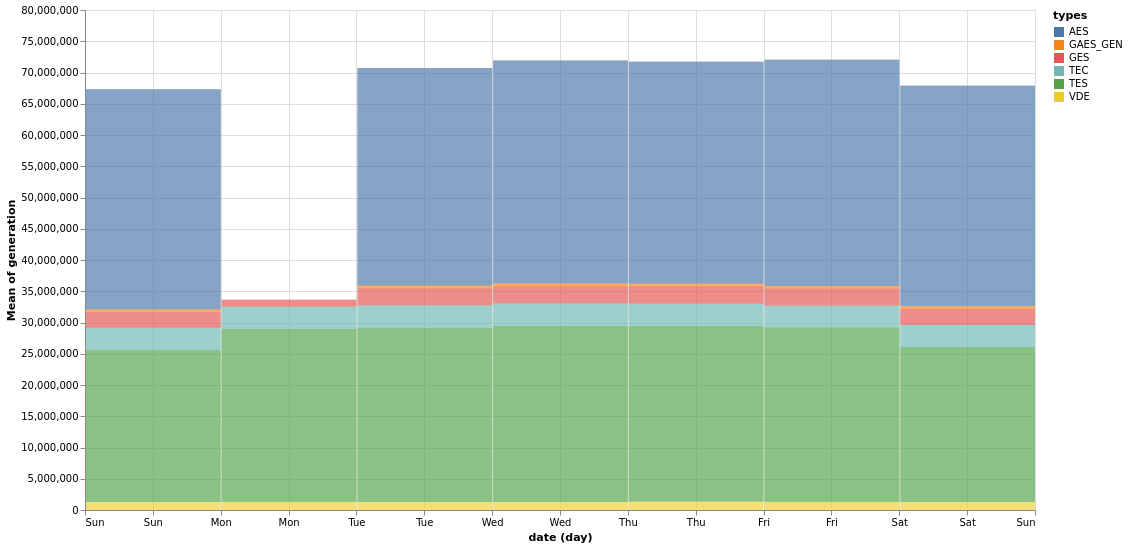 80,000,000
75,000,000
70,000,000
65,000,000
60,000,000
55,000,000
50,000,000
45,000,000
40,000,000
35,000,000
30,000,000
25,000,000
20,000,000
15,000,000
10,000,000
5,000,000
0
Mean of generation
Sun Sun Mon Mon Tue Tue Wed Wed Thu Thu Fri Fri Sat Sat Sun
date (day)
types
AES
GAES_GEN
GES
TEC
TES
VDE